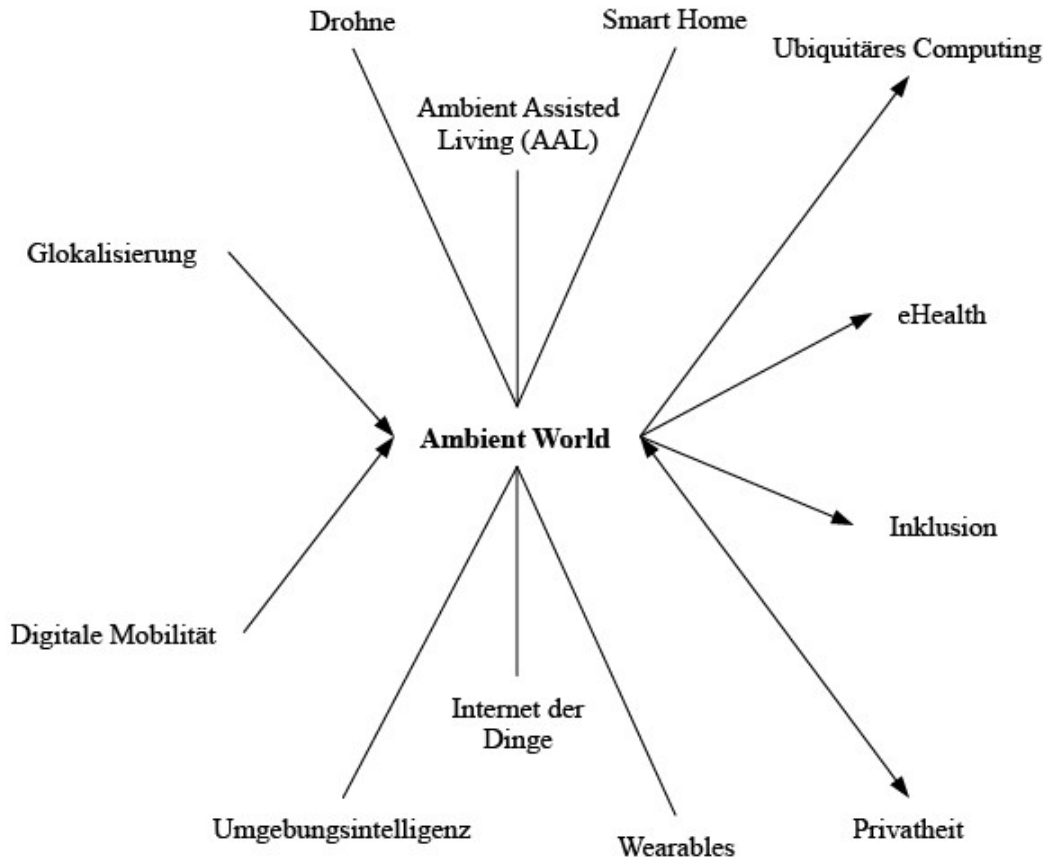 Drohne
Smart Home
Ubiquitäres Computing
Ambient Assisted
Living (AAL)
Glokalisierung
eHealth
Ambient World
Inklusion
Digitale Mobilität
Internet der
Dinge
Umgebungsintelligenz
Wearables
Privatheit